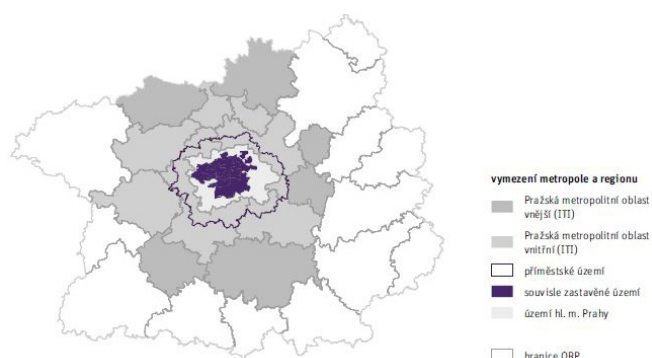 vymezení metropole a regionu
Pražská metropolitní oblast
vnější (ITI)
Pražská metropolitní oblast
vnitřní (ITI)
příměstské území
souvisle zastavěné území
území hl. m. Prahy
hranice ORP